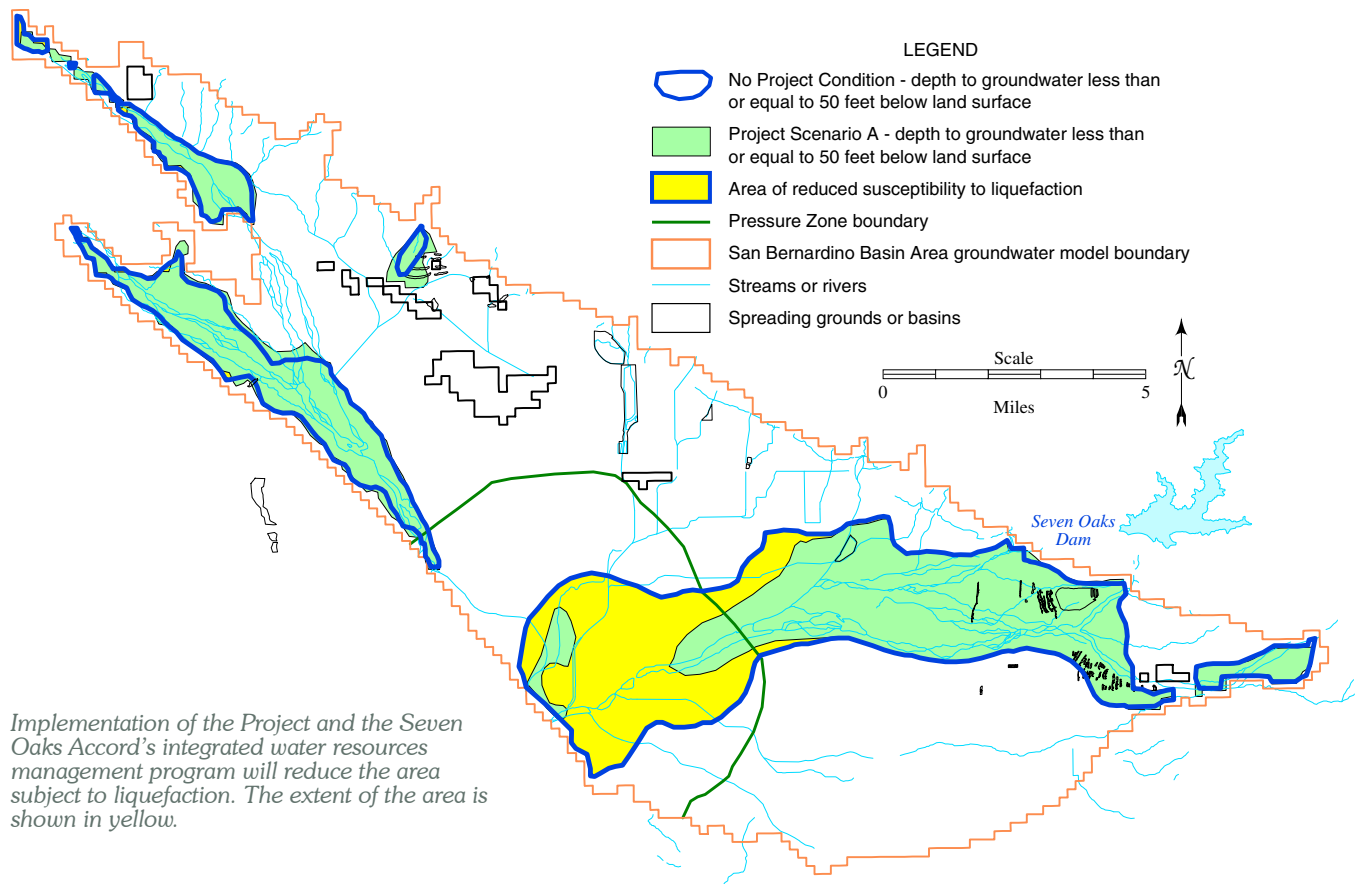 LEGEND
No Project Condition - depth to groundwater less than
or equal to 50 feet below land surface
Project Scenario A - depth to groundwater less than
or equal to 50 feet below land surface
Area of reduced susceptibility to liquefaction
Pressure Zone boundary
San Bernardino Basin Area groundwater model boundary
Streams or rivers
Spreading grounds or basins
Scale
0 5
Miles
N
Seven Oaks
Dam
Implementation of the Project and the Seven
Oaks Accord's integrated water resources
management program will reduce the area
subject to liquefaction. The extent of the area is
shown in yellow.